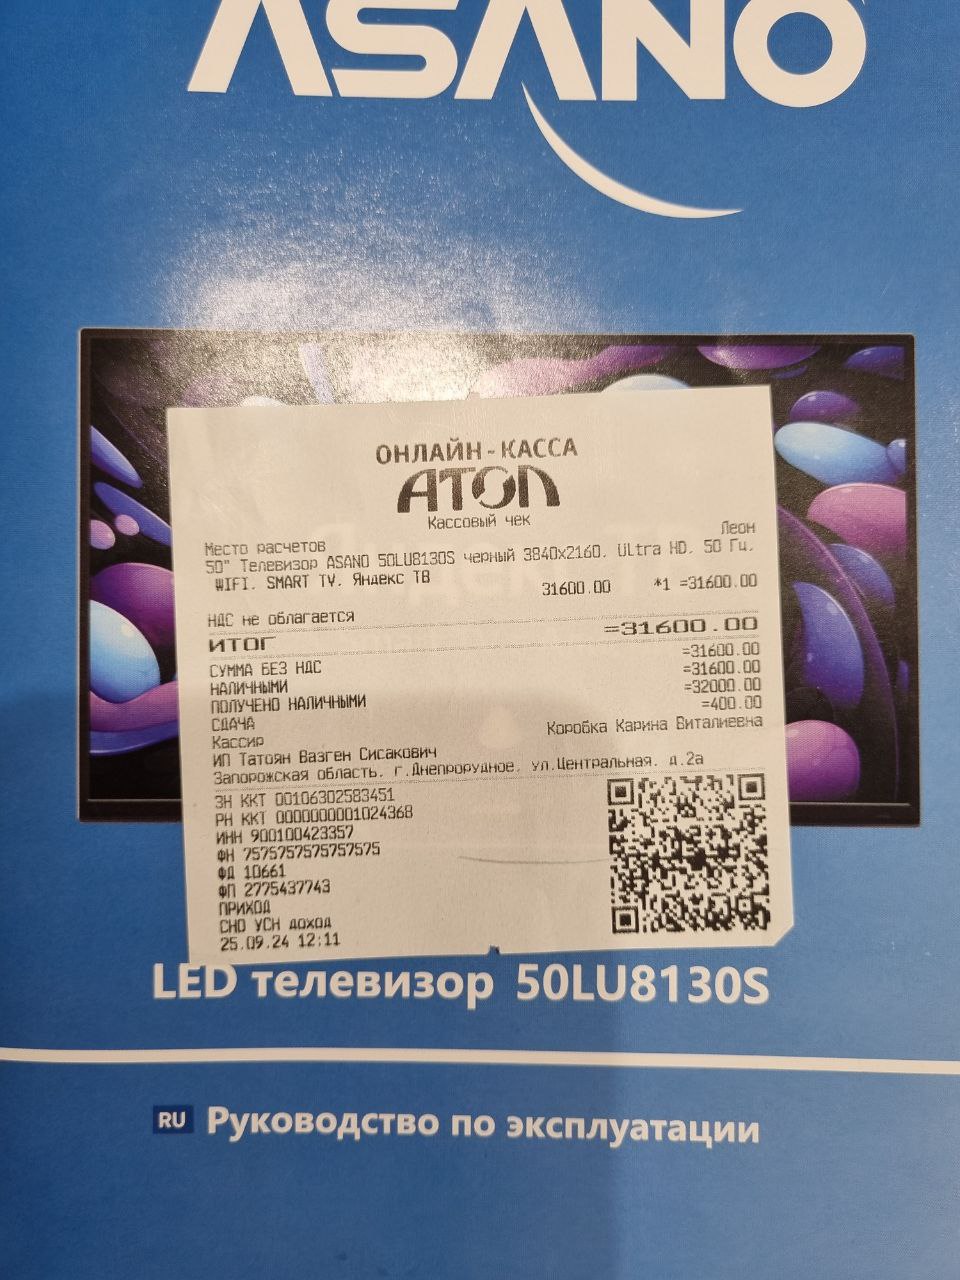 ASANO
ОНЛАЙН-КАССА
АТОЛ
Кассовый чек
Место расчетов Леон
50" Телевизор ASANO 50LU8130S черный 3840x2160, Ultra HD, 50 Гц,
WIFI, SMART TV, Яндекс ТВ
31600.00 *1 =31600.00
НДС не облагается
ИТОГ =31600.00
СУММА БЕЗ НДС =31600.00
НАЛИЧНЫМИ =31600.00
ПОЛУЧЕНО НАЛИЧНЫМИ =32000.00
СДАЧА =400.00
Кассир Коробка Карина Виталиевна
ИП Татоян Вазген Сисакович
Запорожская область, г.Днепрорудное, ул.Центральная, д.2а
ЗН ККТ 00106302583451
РН ККТ 0000000001024368
ИНН 900100423357
ФН 7575757575757575
ФД 10661
ФП 2775437743
ПРИХОД
СНО УСН доход
25.09.24 12:11
LED телевизор 50LU8130S
RU Руководство по эксплуатации